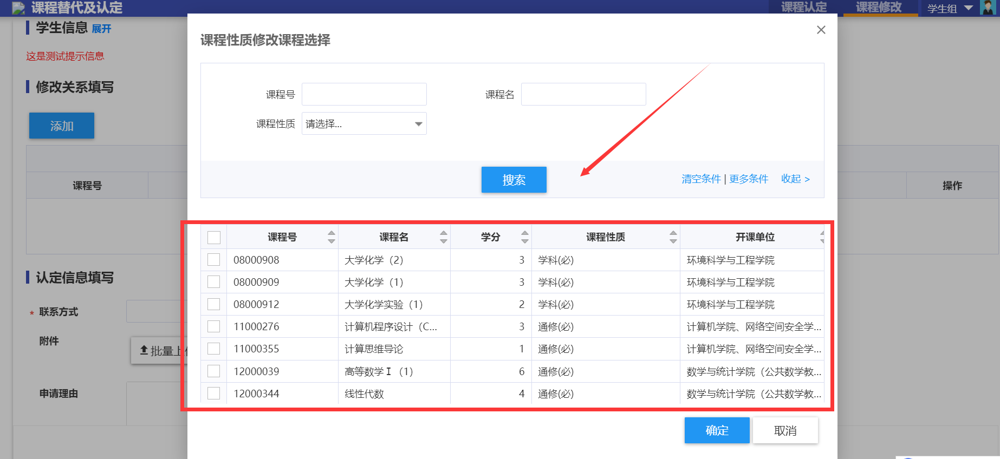 课程替代及认定
课程认定
课程修改
学生组
学生信息 展开
这是测试提示信息
修改关系填写
添加
课程号
操作
认定信息填写
* 联系方式
附件
批量上
申请理由
课程性质修改课程选择
课程号
课程名
课程性质 请选择...
搜索
清空条件 | 更多条件 收起 >
课程号 课程名 学分 课程性质 开课单位
08000908 大学化学（2） 3 学科(必) 环境科学与工程学院
08000909 大学化学（1） 3 学科(必) 环境科学与工程学院
08000912 大学化学实验（1） 2 学科(必) 环境科学与工程学院
11000276 计算机程序设计（C... 3 通修(必) 计算机学院、网络空间安全学...
11000355 计算思维导论 1 通修(必) 计算机学院、网络空间安全学...
12000039 高等数学Ｉ（1） 6 通修(必) 数学与统计学院（公共数学教...
12000344 线性代数 4 通修(必) 数学与统计学院（公共数学教...
确定 取消